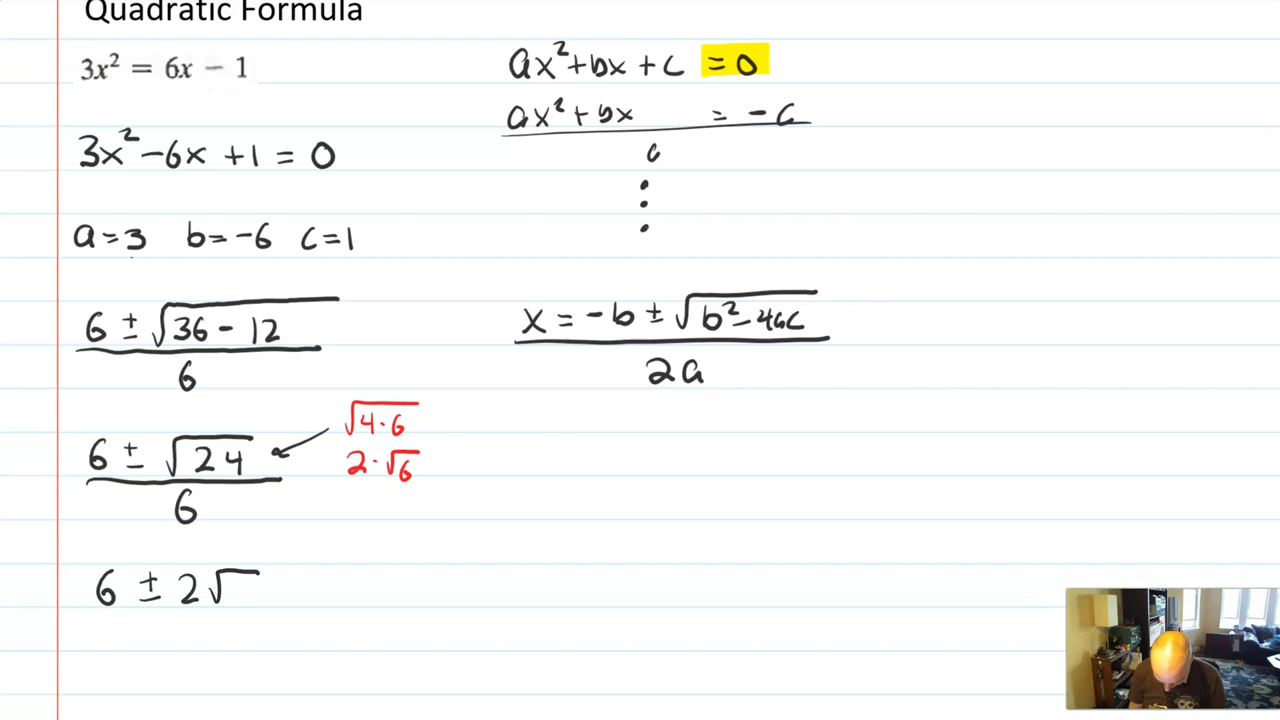 Quadratic Formula
3x² = 6x − 1
3x² − 6x + 1 = 0
a = 3 b = −6 c = 1
6 ± √36 − 12
6
6 ± √24
6
√4·6
2·√6
6 ± 2√
ax² + bx + c = 0
ax² + bx = −c
c
⋮
x = −b ± √b² − 4ac
2a